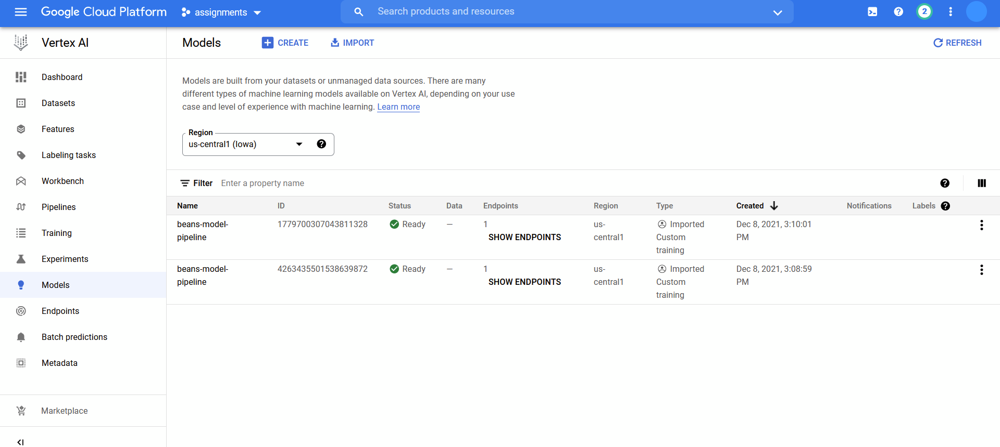 Google Cloud Platform
assignments
Search products and resources
2
Vertex AI
Models
CREATE
IMPORT
REFRESH
Dashboard
Datasets
Features
Labeling tasks
Workbench
Pipelines
Training
Experiments
Models
Endpoints
Batch predictions
Metadata
Marketplace
Models are built from your datasets or unmanaged data sources. There are many
different types of machine learning models available on Vertex AI, depending on your use
case and level of experience with machine learning. Learn more
Region
us-central1 (Iowa)
Filter Enter a property name
Name ID Status Data Endpoints Region Type Created Notifications Labels
beans-model- 1779700307043811328 Ready — 1 us- Imported Dec 8, 2021, 3:10:01
pipeline SHOW ENDPOINTS central1 Custom PM
training
beans-model- 4263435501538639872 Ready — 1 us- Imported Dec 8, 2021, 3:08:59
pipeline SHOW ENDPOINTS central1 Custom PM
training